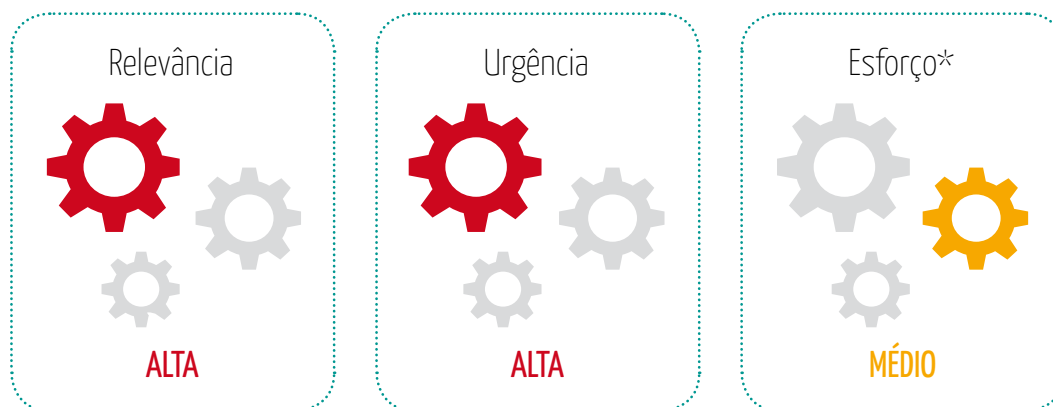 Relevância
Urgência
Esforço*
ALTA
ALTA
MÉDIO